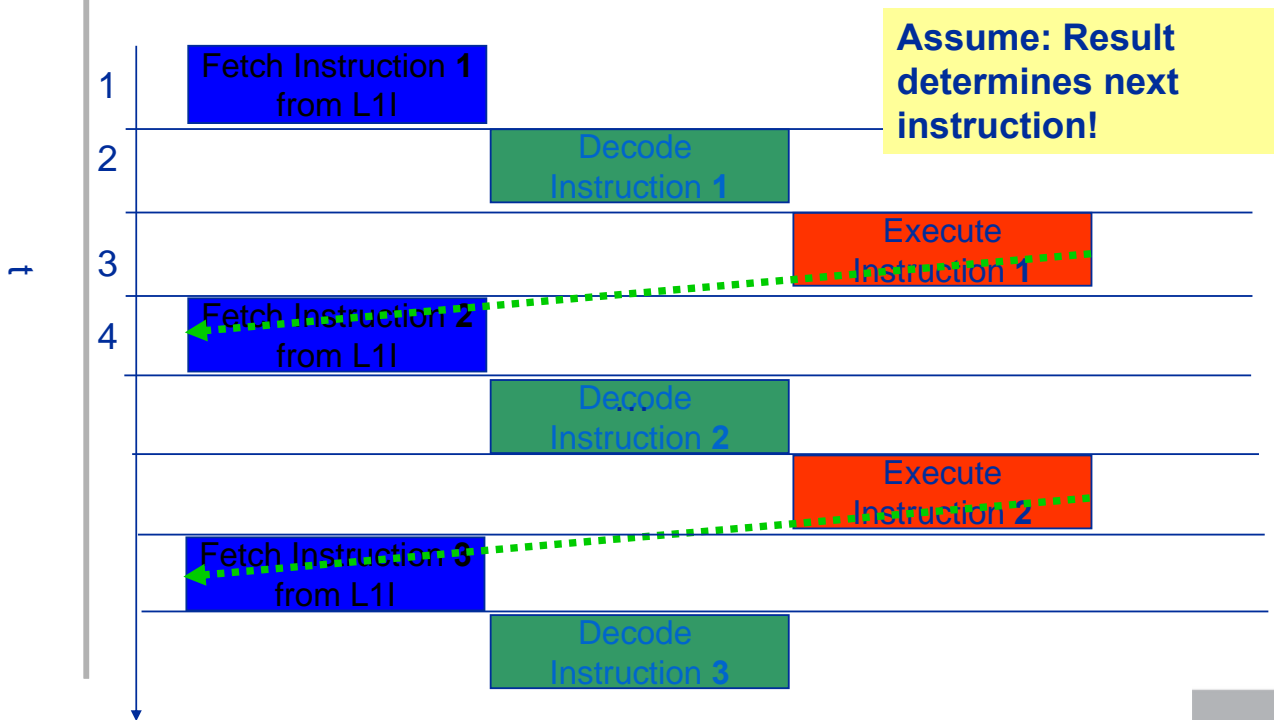 Assume: Result
determines next
instruction!
1
Fetch Instruction 1
from L1I
2
Decode
Instruction 1
t
3
Execute
Instruction 1
4
Fetch Instruction 2
from L1I
Decode
...
Instruction 2
Execute
Instruction 2
Fetch Instruction 3
from L1I
Decode
Instruction 3